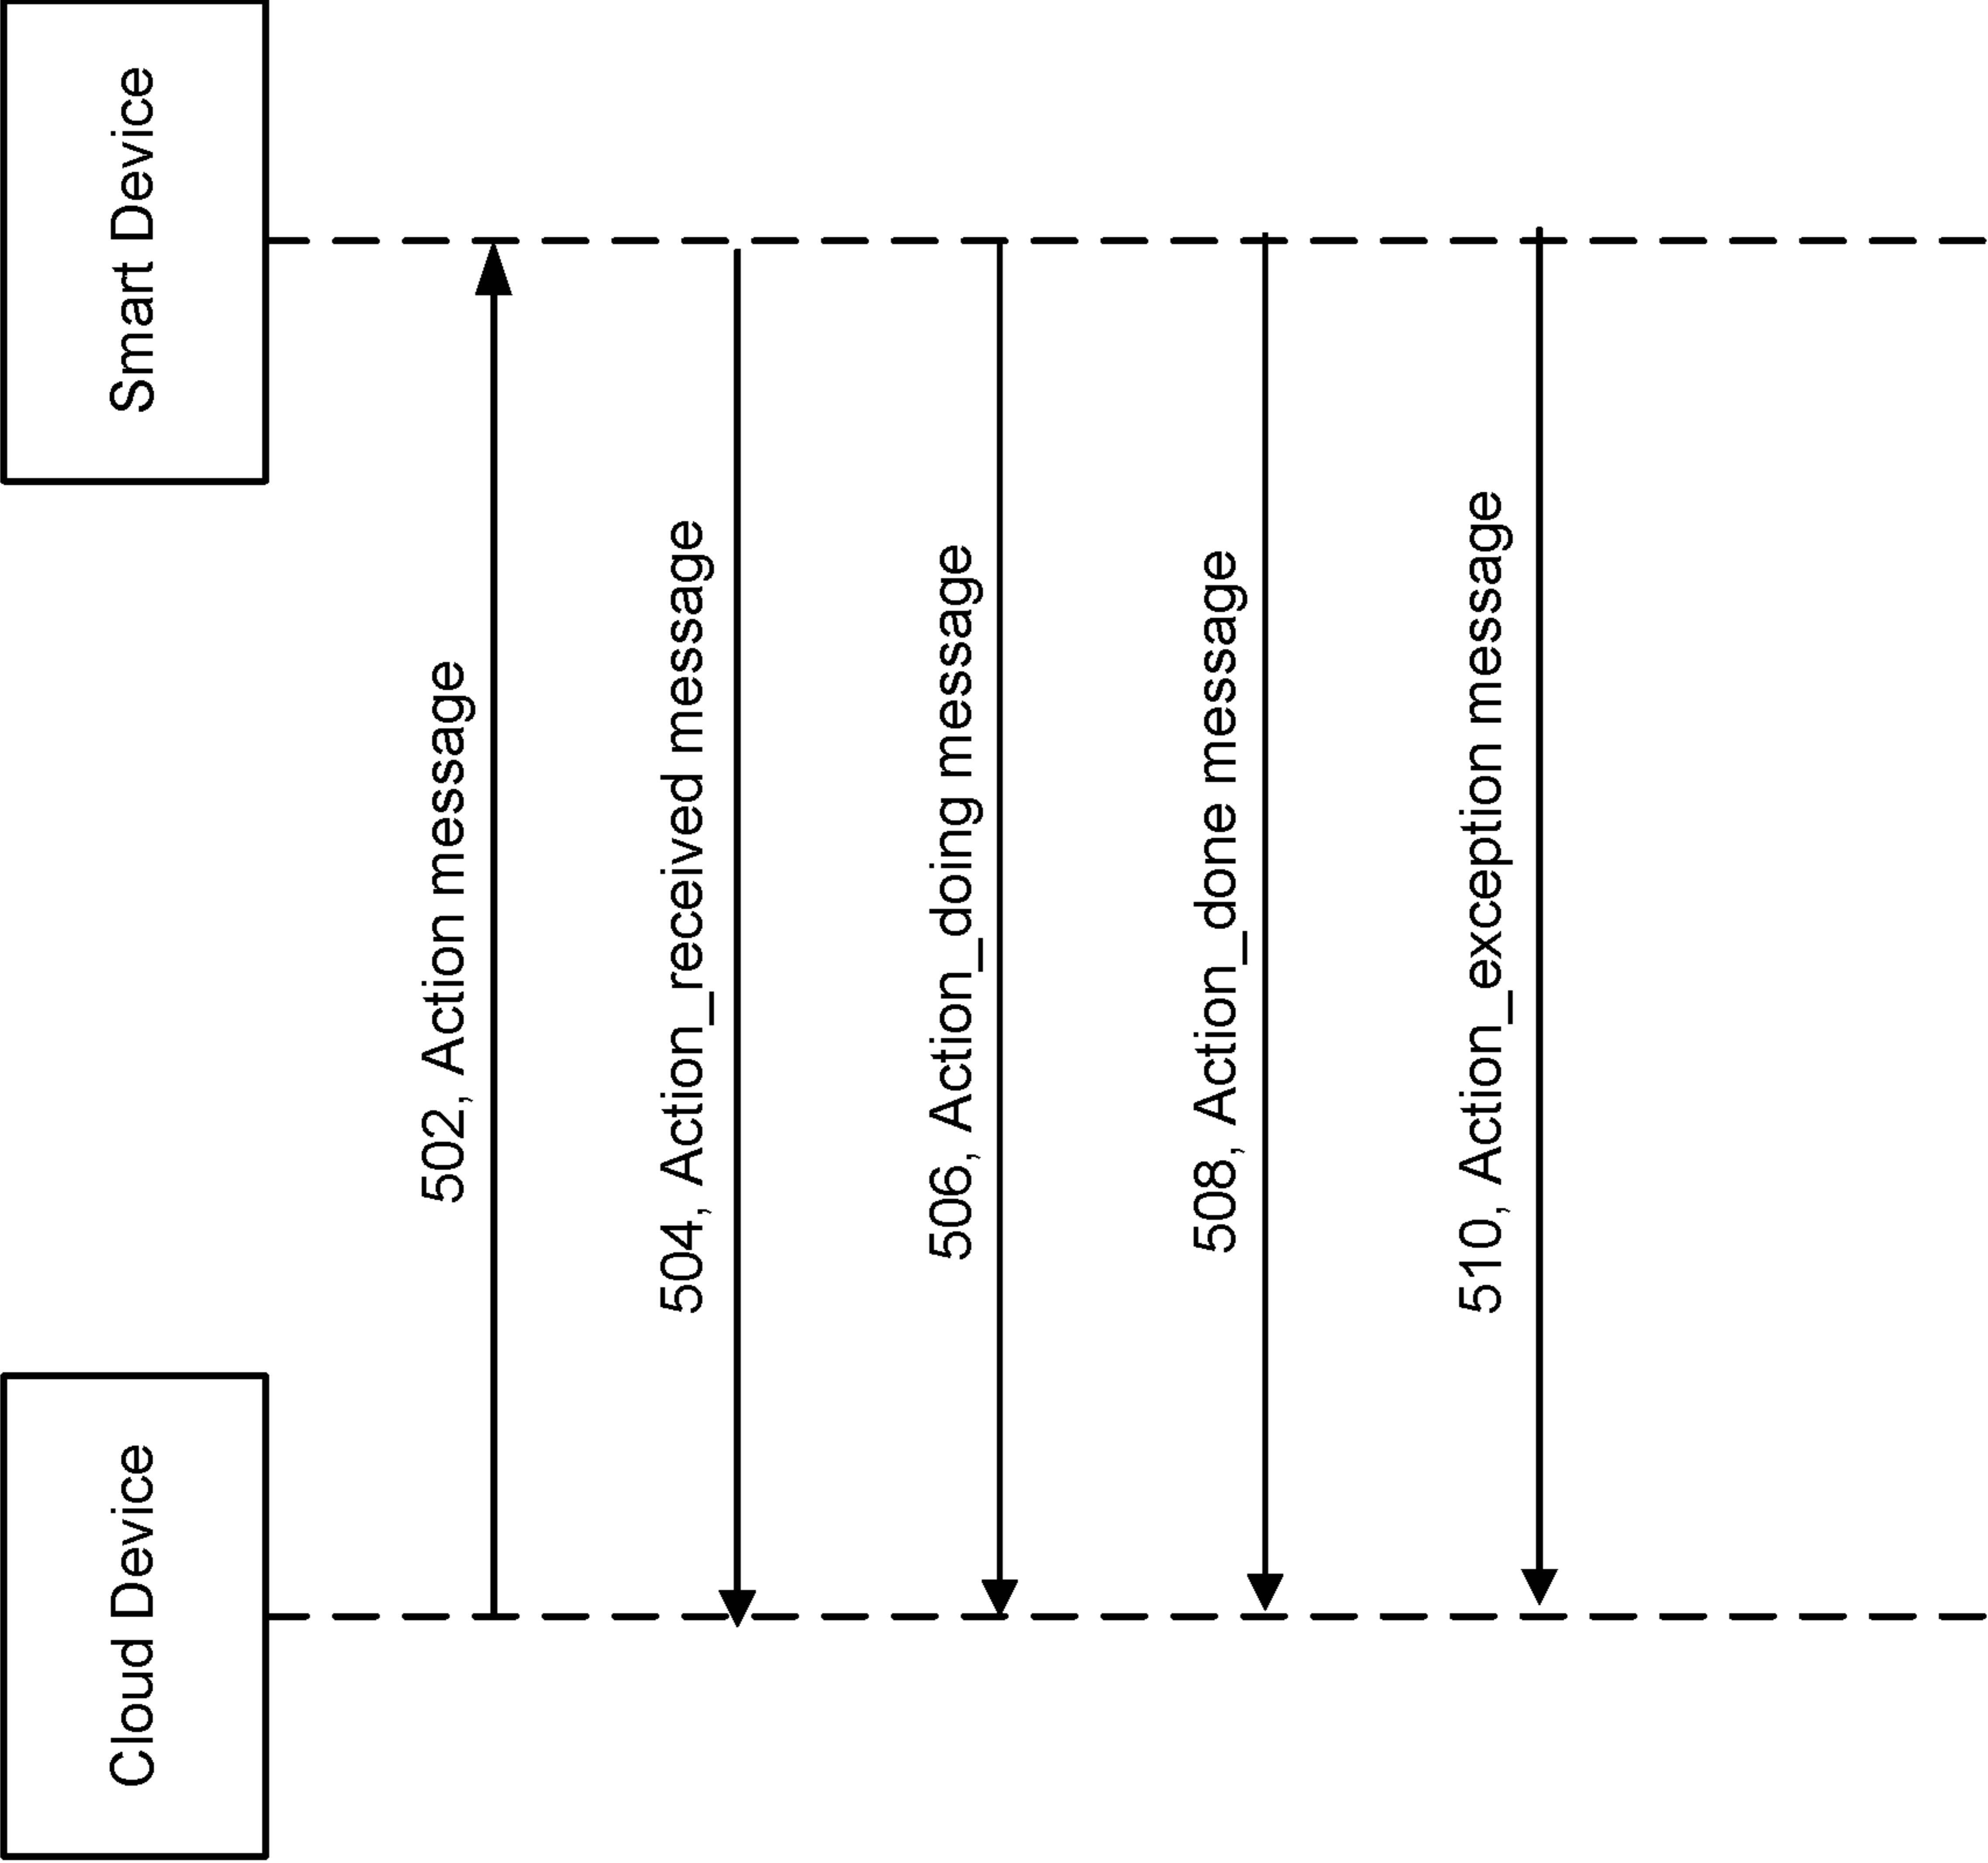 Cloud Device
Smart Device
502, Action message
504, Action_received message
506, Action_doing message
508, Action_done message
510, Action_exception message